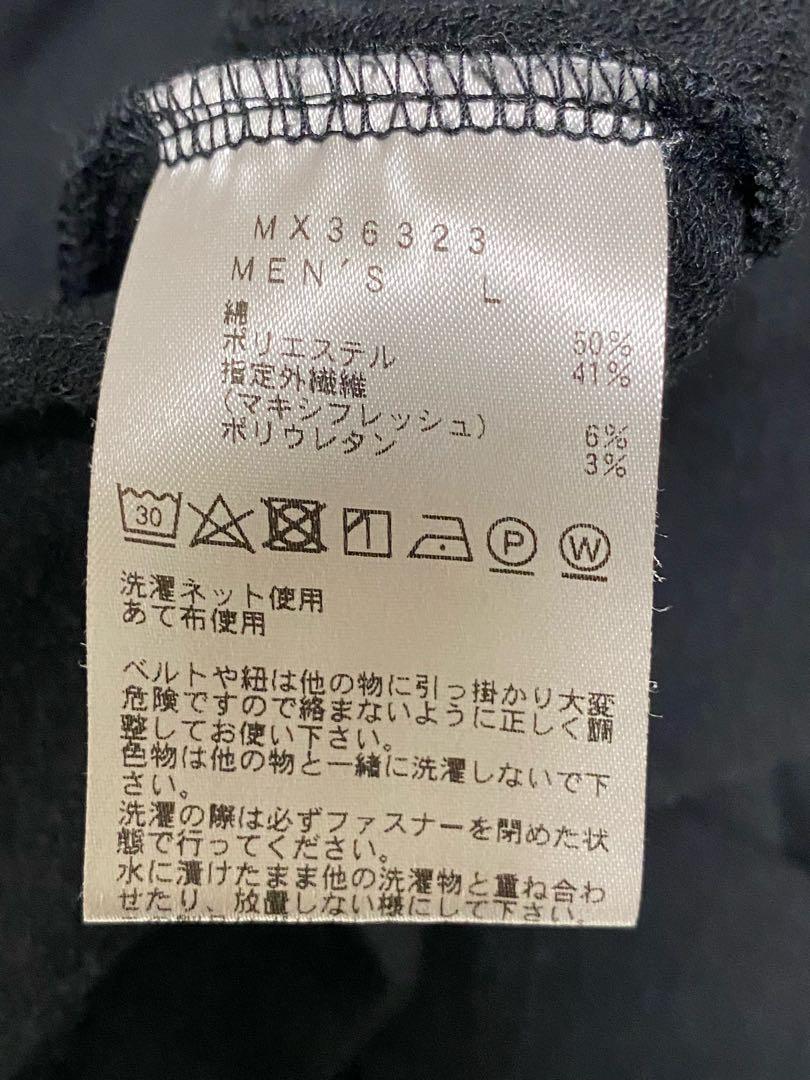 MX36323
MEN'S L
綿 50%
ポリエステル 41%
指定外繊維
(マキシフレッシュ) 6%
ポリウレタン 3%
30 P W
洗濯ネット使用
あて布使用
ベルトや紐は他の物に引っ掛かり大変
危険ですので絡まないように正しく調
整してお使い下さい。
色物は他の物と一緒に洗濯しないで下
さい。
洗濯の際は必ずファスナーを閉めた状
態で行ってください。
水に漬けたまま他の洗濯物と重ね合わ
せたり、放置しない様にして下さい。